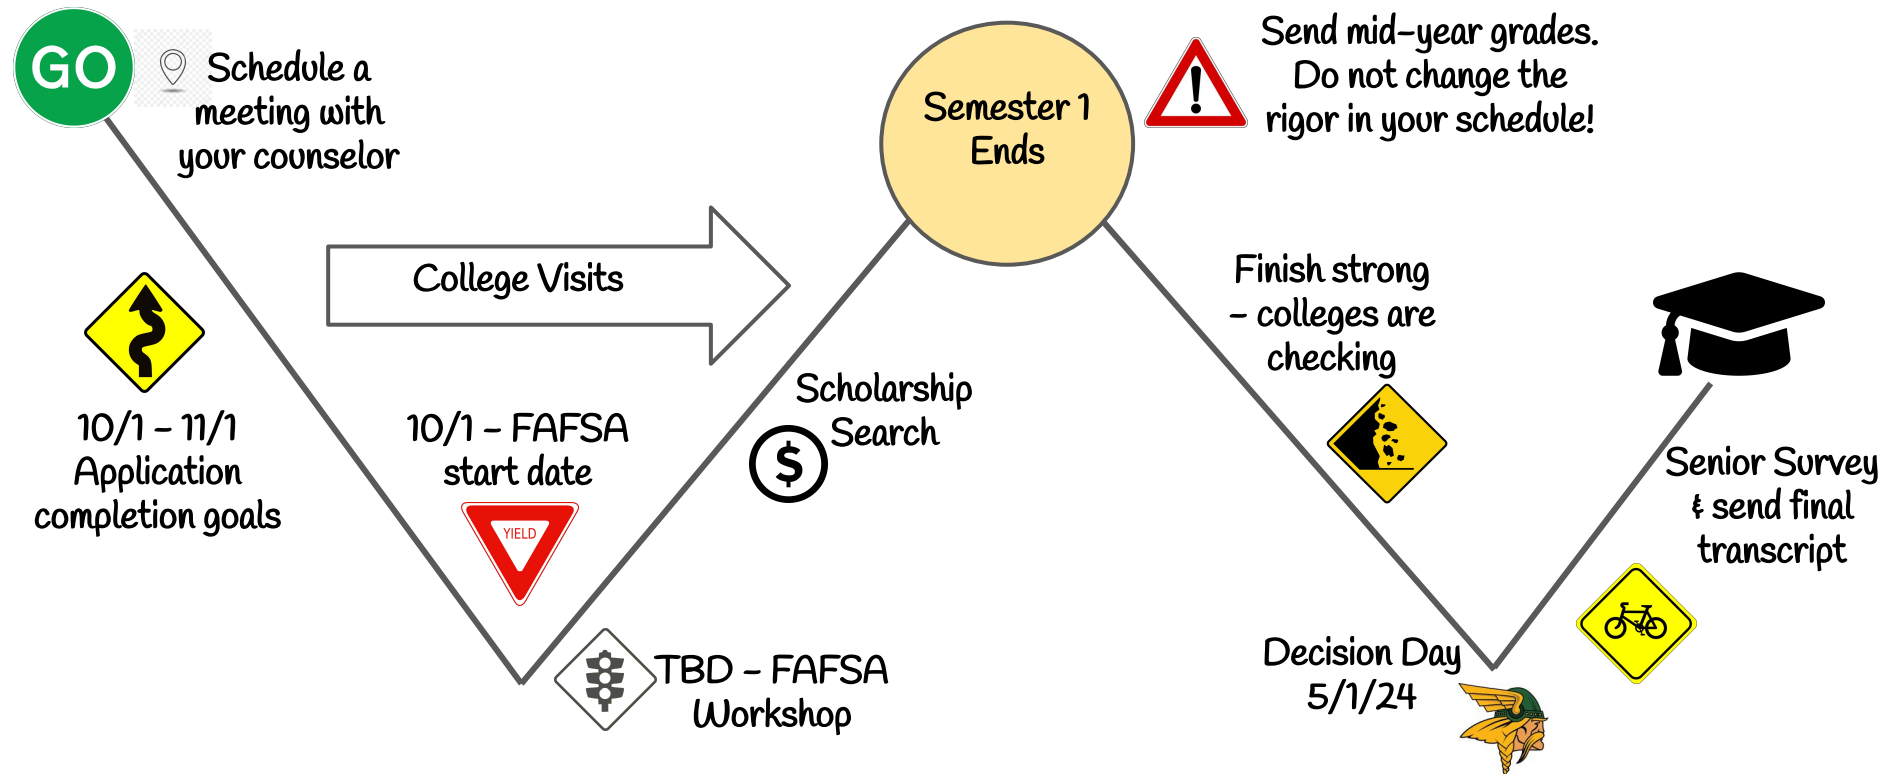 GO
Schedule a
meeting with
your counselor
10/1 – 11/1
Application
completion goals
College Visits
10/1 – FAFSA
start date
YIELD
TBD – FAFSA
Workshop
Scholarship
Search
$
Semester 1
Ends
!
Send mid-year grades.
Do not change the
rigor in your schedule!
Finish strong
– colleges are
checking
Decision Day
5/1/24
Senior Survey
& send final
transcript